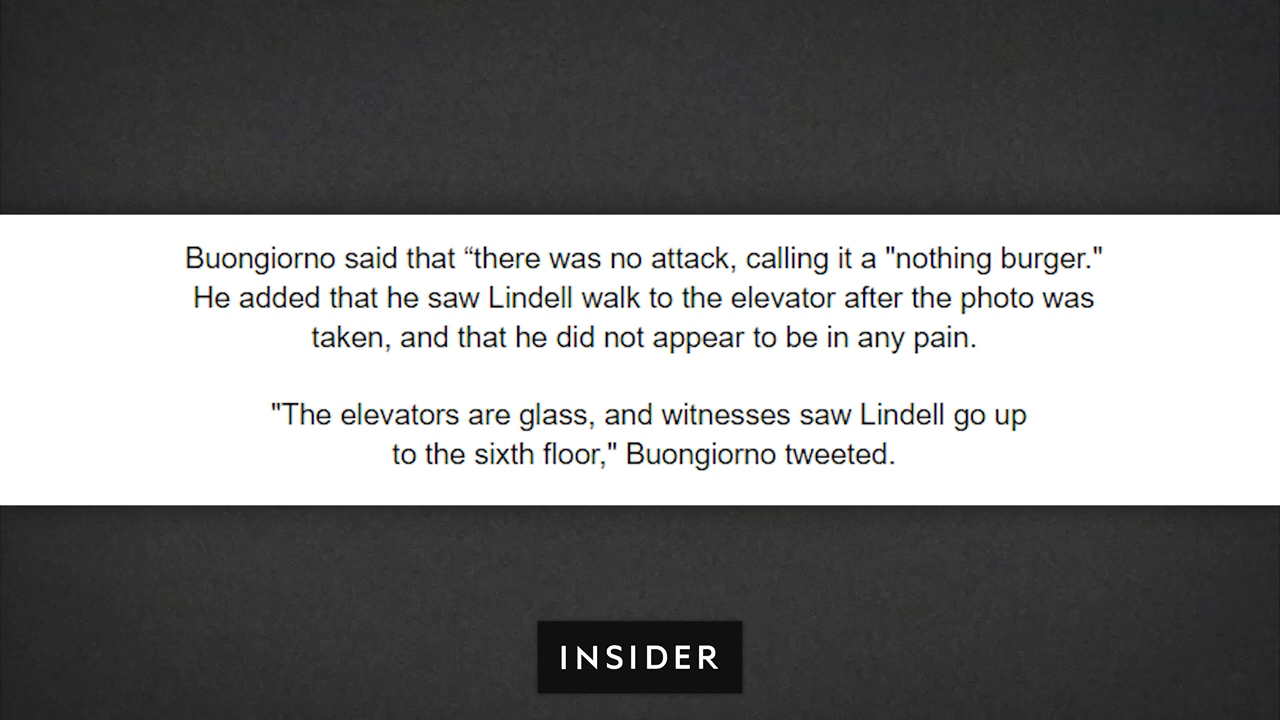 Buongiorno said that “there was no attack, calling it a "nothing burger."
He added that he saw Lindell walk to the elevator after the photo was
taken, and that he did not appear to be in any pain.
"The elevators are glass, and witnesses saw Lindell go up
to the sixth floor," Buongiorno tweeted.
INSIDER